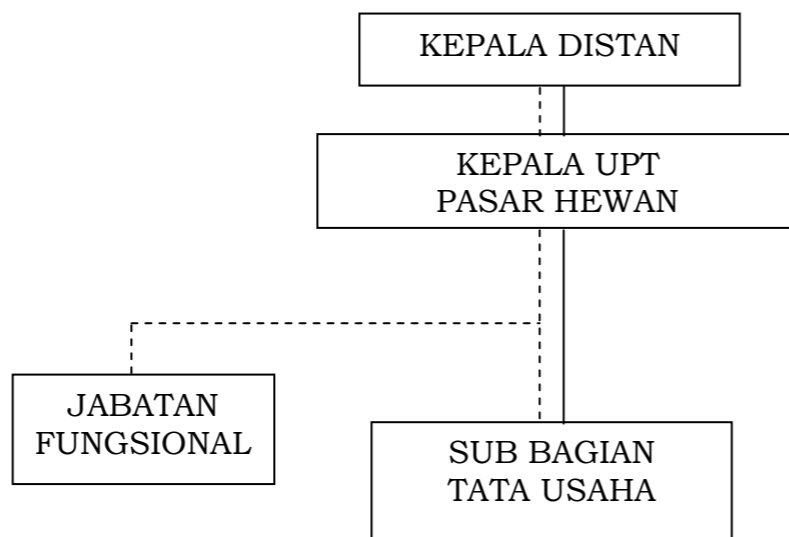 KEPALA DISTAN
KEPALA UPT
PASAR HEWAN
JABATAN
FUNGSIONAL
SUB BAGIAN
TATA USAHA